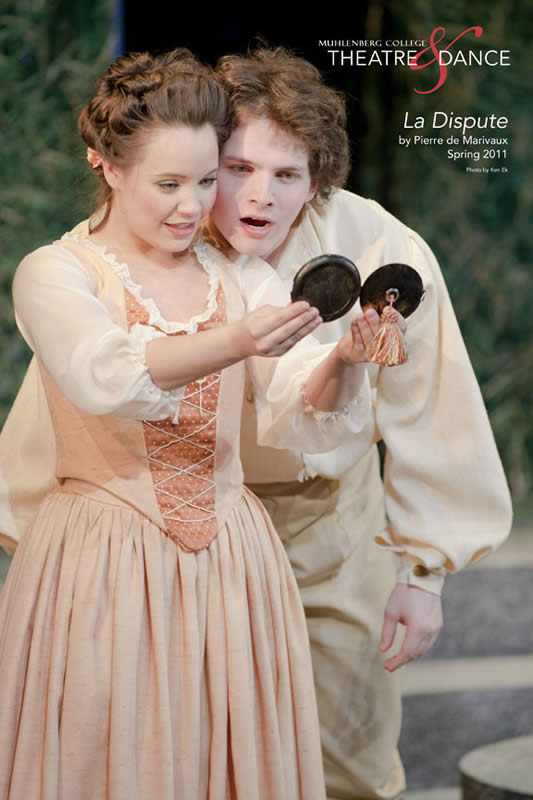 MUHLENBERG COLLEGE
THEATRE & DANCE
La Dispute
by Pierre de Marivaux
Spring 2011
Photo by Ken Ek